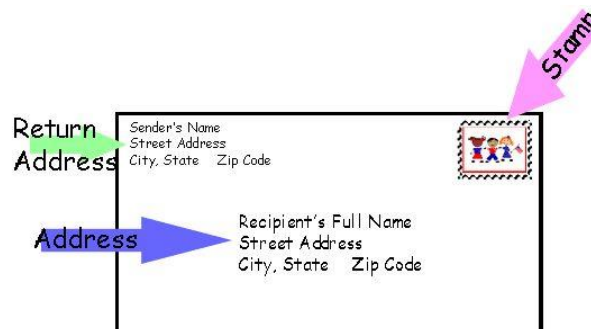 Stamp
Return
Address
Sender's Name
Street Address
City, State Zip Code
Address
Recipient's Full Name
Street Address
City, State Zip Code